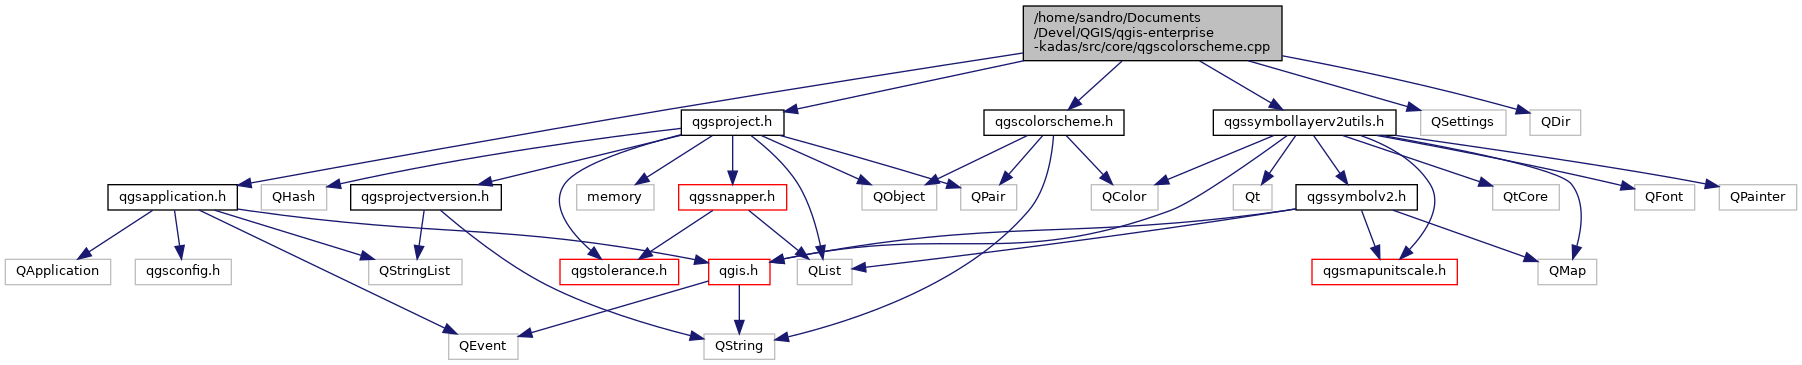 /home/sandro/Documents
/Devel/QGIS/qgis-enterprise
-kadas/src/core/qgscolorscheme.cpp
qgsproject.h
qgscolorscheme.h
qgssymbollayerv2utils.h
QSettings
QDir
qgsapplication.h
QHash
qgsprojectversion.h
memory
qgssnapper.h
QObject
QPair
QColor
Qt
qgssymbolv2.h
QtCore
QFont
QPainter
QApplication
qgsconfig.h
QStringList
qgstolerance.h
qgis.h
QList
qgsmapunitscale.h
QMap
QEvent
QString